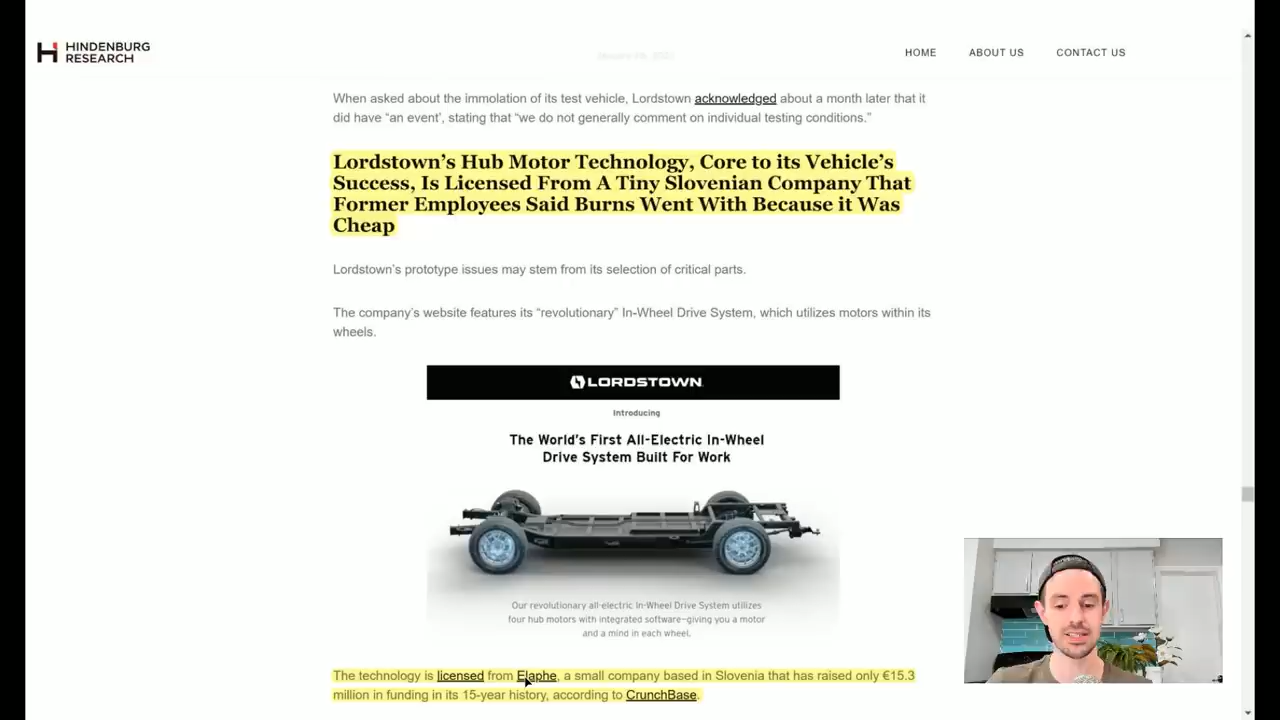 HINDENBURG
RESEARCH
HOME
ABOUT US
CONTACT US
When asked about the immolation of its test vehicle, Lordstown acknowledged about a month later that it
did have “an event’, stating that “we do not generally comment on individual testing conditions.”
Lordstown’s Hub Motor Technology, Core to its Vehicle’s
Success, Is Licensed From A Tiny Slovenian Company That
Former Employees Said Burns Went With Because it Was
Cheap
Lordstown’s prototype issues may stem from its selection of critical parts.
The company’s website features its “revolutionary” In-Wheel Drive System, which utilizes motors within its
wheels.
LORDSTOWN
Introducing
The World’s First All-Electric In-Wheel
Drive System Built For Work
Our revolutionary all-electric In-Wheel Drive System utilizes
four hub motors with integrated software–giving you a motor
and a mind in each wheel.
The technology is licensed from Elaphe, a small company based in Slovenia that has raised only €15.3
million in funding in its 15-year history, according to CrunchBase.